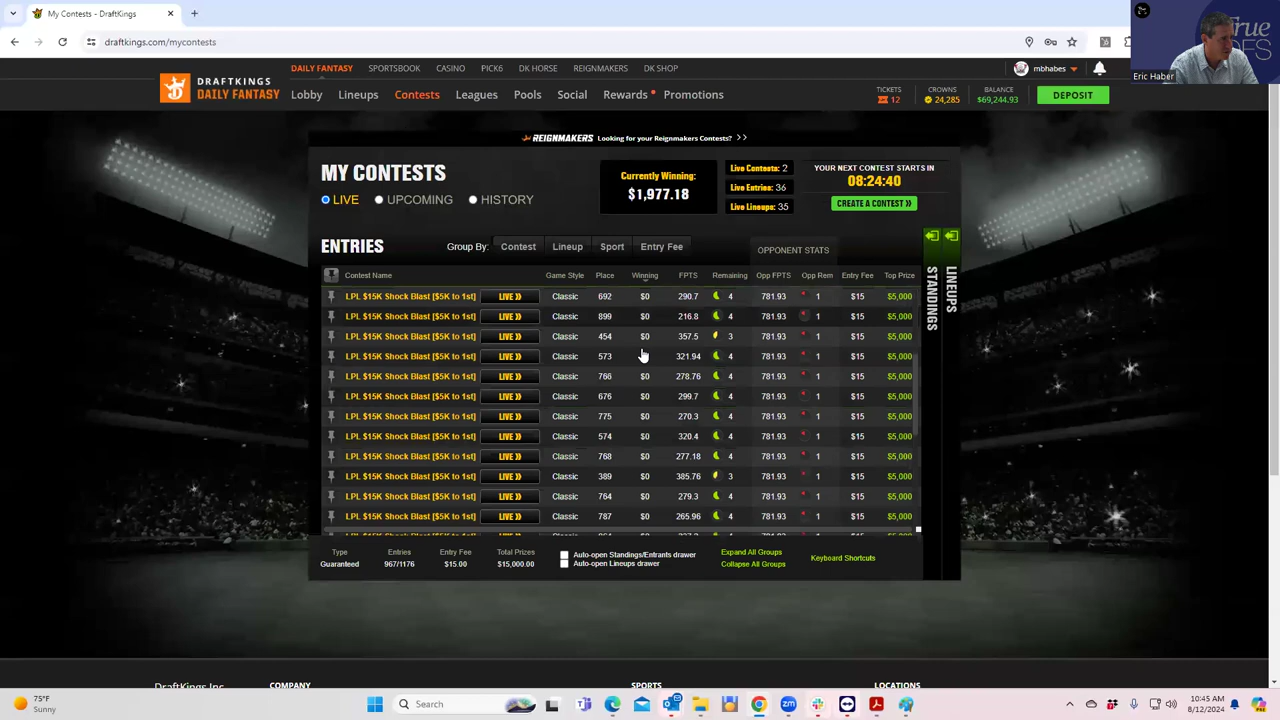 My Contests - DraftKings
draftkings.com/mycontests
True
DFS
Eric Haber
DAILY FANTASY SPORTSBOOK CASINO PICK6 DK HORSE REIGNMAKERS DK SHOP
mbhabes
DRAFTKINGS
DAILY FANTASY
Lobby Lineups Contests Leagues Pools Social Rewards Promotions
TICKETS CROWNS BALANCE
12 24,285 $69,244.93
DEPOSIT
REIGNMAKERS Looking for your Reignmakers Contests? >>
MY CONTESTS
LIVE UPCOMING HISTORY
Currently Winning:
$1,977.18
Live Contests: 2
Live Entries: 36
Live Lineups: 35
YOUR NEXT CONTEST STARTS IN
08:24:40
CREATE A CONTEST »
ENTRIES Group By: Contest Lineup Sport Entry Fee OPPONENT STATS
Contest Name Game Style Place Winning FPTS Remaining Opp FPTS Opp Rem Entry Fee Top Prize
LPL $15K Shock Blast [$5K to 1st] LIVE » Classic 692 $0 290.7 4 781.93 1 $15 $5,000
LPL $15K Shock Blast [$5K to 1st] LIVE » Classic 899 $0 216.8 4 781.93 1 $15 $5,000
LPL $15K Shock Blast [$5K to 1st] LIVE » Classic 454 $0 357.5 3 781.93 1 $15 $5,000
LPL $15K Shock Blast [$5K to 1st] LIVE » Classic 573 $0 321.94 4 781.93 1 $15 $5,000
LPL $15K Shock Blast [$5K to 1st] LIVE » Classic 766 $0 278.76 4 781.93 1 $15 $5,000
LPL $15K Shock Blast [$5K to 1st] LIVE » Classic 676 $0 299.7 4 781.93 1 $15 $5,000
LPL $15K Shock Blast [$5K to 1st] LIVE » Classic 775 $0 270.3 4 781.93 1 $15 $5,000
LPL $15K Shock Blast [$5K to 1st] LIVE » Classic 574 $0 320.4 4 781.93 1 $15 $5,000
LPL $15K Shock Blast [$5K to 1st] LIVE » Classic 768 $0 277.18 4 781.93 1 $15 $5,000
LPL $15K Shock Blast [$5K to 1st] LIVE » Classic 389 $0 385.76 3 781.93 1 $15 $5,000
LPL $15K Shock Blast [$5K to 1st] LIVE » Classic 764 $0 279.3 4 781.93 1 $15 $5,000
LPL $15K Shock Blast [$5K to 1st] LIVE » Classic 787 $0 265.96 4 781.93 1 $15 $5,000
STANDINGS
LINEUPS
Type Entries Entry Fee Total Prizes
Guaranteed 967/1176 $15.00 $15,000.00
Auto-open Standings/Entrants drawer
Auto-open Lineups drawer
Expand All Groups
Collapse All Groups
Keyboard Shortcuts
DraftKings Inc. COMPANY SPORTS LOCATIONS
75°F
Search
10:45 AM
8/12/2024